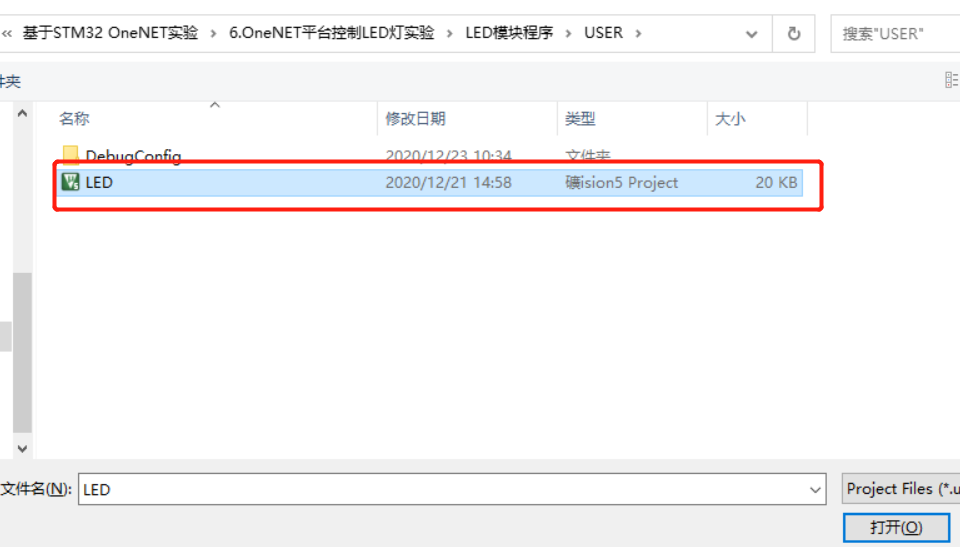 « 基于STM32 OneNET实验 › 6.OneNET平台控制LED灯实验 › LED模块程序 › USER › 搜索"USER"
件夹
名称 修改日期 类型 大小
DebugConfig 2020/12/23 10:34 文件夹
LED 2020/12/21 14:58 礦ision5 Project 20 KB
文件名(N): LED Project Files (*.u
打开(O)